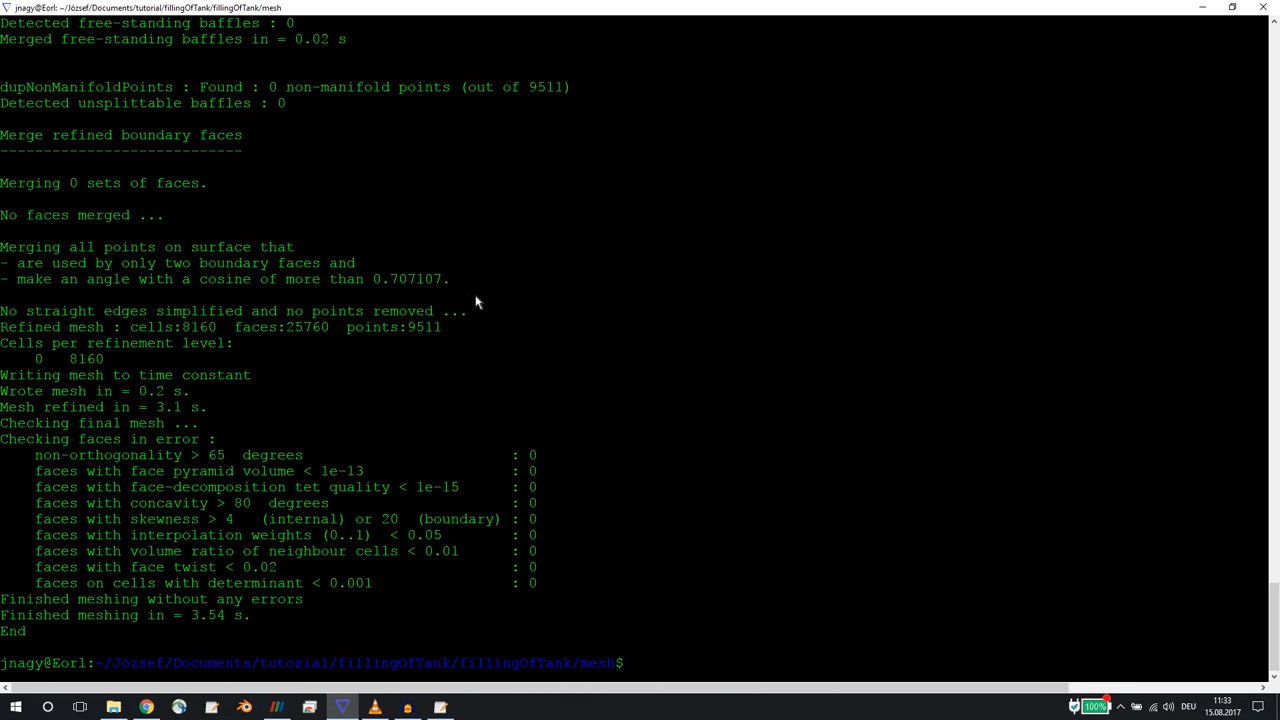 jnagy@Eorl: ~/József/Documents/tutorial/fillingOfTank/fillingOfTank/mesh
Detected free-standing baffles : 0
Merged free-standing baffles in = 0.02 s
dupNonManifoldPoints : Found : 0 non-manifold points (out of 9511)
Detected unsplittable baffles : 0
Merge refined boundary faces
----------------------------
Merging 0 sets of faces.
No faces merged ...
Merging all points on surface that
- are used by only two boundary faces and
- make an angle with a cosine of more than 0.707107.
No straight edges simplified and no points removed ...
Refined mesh : cells:8160  faces:25760  points:9511
Cells per refinement level:
    0   8160
Writing mesh to time constant
Wrote mesh in = 0.2 s.
Mesh refined in = 3.1 s.
Checking final mesh ...
Checking faces in error :
    non-orthogonality > 65  degrees                        : 0
    faces with face pyramid volume < 1e-13                 : 0
    faces with face-decomposition tet quality < 1e-15      : 0
    faces with concavity > 80  degrees                     : 0
    faces with skewness > 4   (internal) or 20  (boundary) : 0
    faces with interpolation weights (0..1)  < 0.05        : 0
    faces with volume ratio of neighbour cells < 0.01      : 0
    faces with face twist < 0.02                           : 0
    faces on cells with determinant < 0.001                : 0
Finished meshing without any errors
Finished meshing in = 3.54 s.
End
jnagy@Eorl:~/József/Documents/tutorial/fillingOfTank/fillingOfTank/mesh$
100%
DEU
11:33
15.08.2017